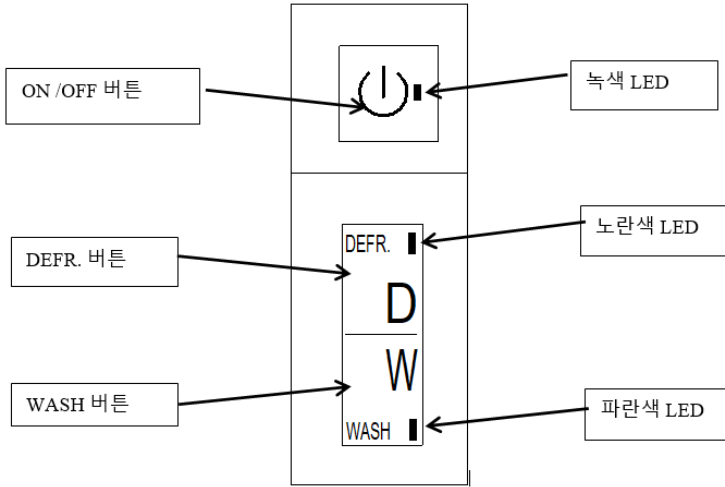 ON /OFF 버튼
녹색 LED
DEFR. 버튼
DEFR.
노란색 LED
D
W
WASH 버튼
WASH
파란색 LED